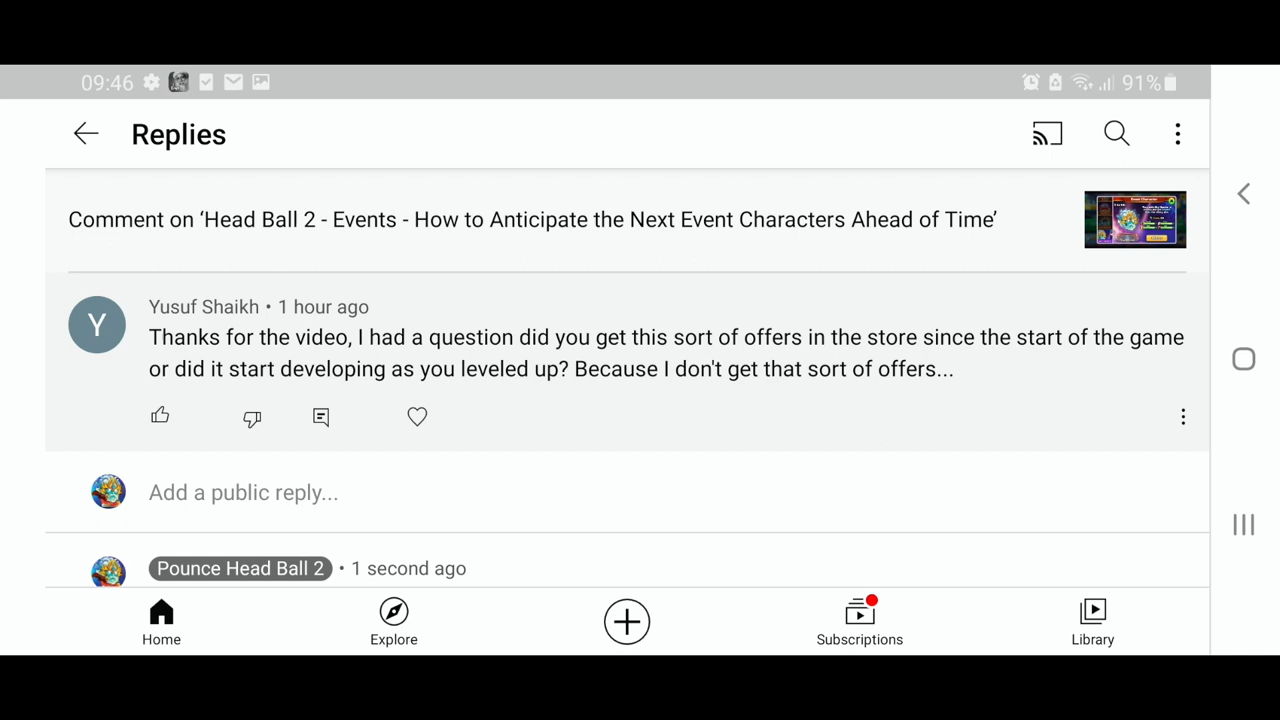 09:46
91%
Replies
Comment on ‘Head Ball 2 - Events - How to Anticipate the Next Event Characters Ahead of Time’
Y
Yusuf Shaikh • 1 hour ago
Thanks for the video, I had a question did you get this sort of offers in the store since the start of the game
or did it start developing as you leveled up? Because I don't get that sort of offers...
Add a public reply...
Pounce Head Ball 2 • 1 second ago
Home
Explore
Subscriptions
Library